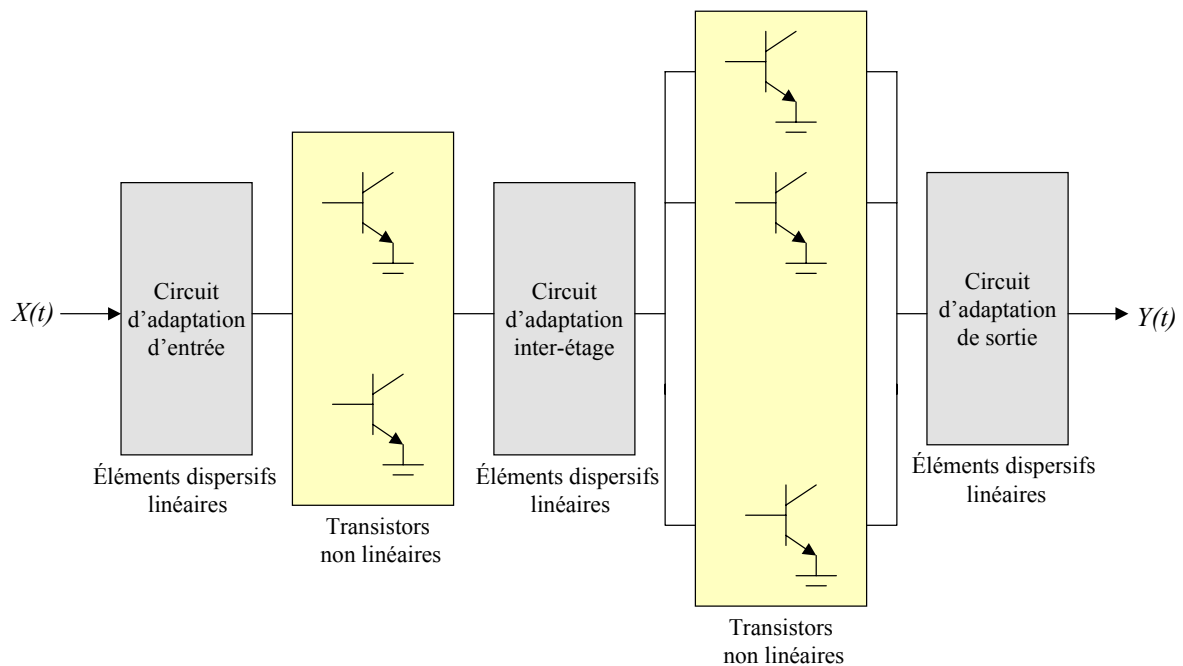 X(t)
Circuit
d'adaptation
d'entrée
Éléments dispersifs
linéaires
Transistors
non linéaires
Circuit
d'adaptation
inter-étage
Éléments dispersifs
linéaires
Transistors
non linéaires
Circuit
d'adaptation
de sortie
Éléments dispersifs
linéaires
Y(t)